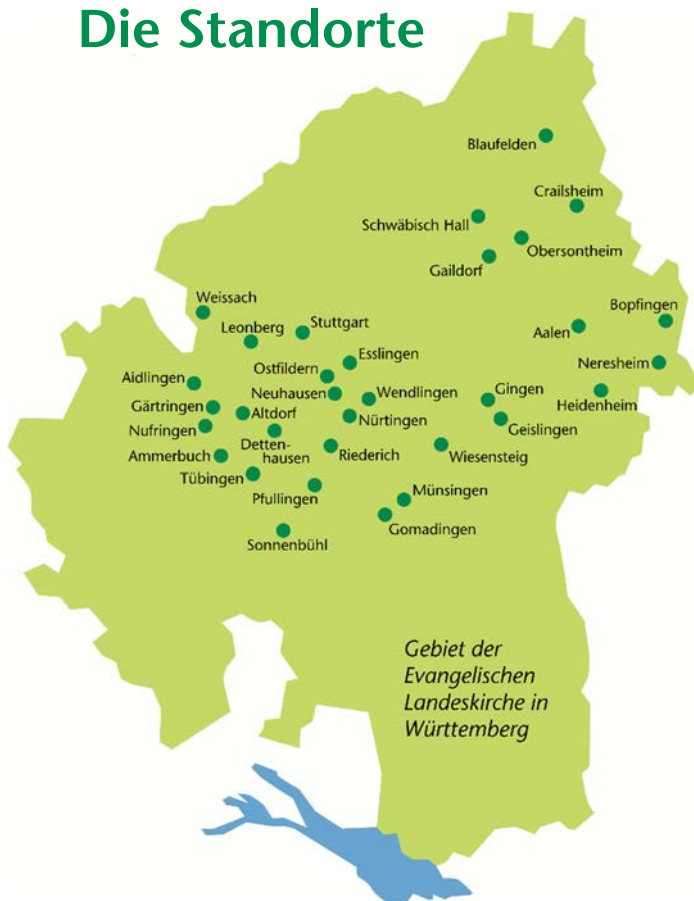 Die Standorte
Blaufelden
Crailsheim
Schwäbisch Hall
Obersontheim
Gaildorf
Weissach
Bopfingen
Stuttgart
Aalen
Leonberg
Esslingen
Neresheim
Ostfildern
Aidlingen
Neuhausen
Wendlingen
Gingen
Heidenheim
Gärtringen
Altdorf
Nürtingen
Geislingen
Nufringen
Detten-
hausen
Ammerbuch
Riederich
Wiesensteig
Tübingen
Pfullingen
Münsingen
Gomadingen
Sonnenbühl
Gebiet der
Evangelischen
Landeskirche in
Württemberg